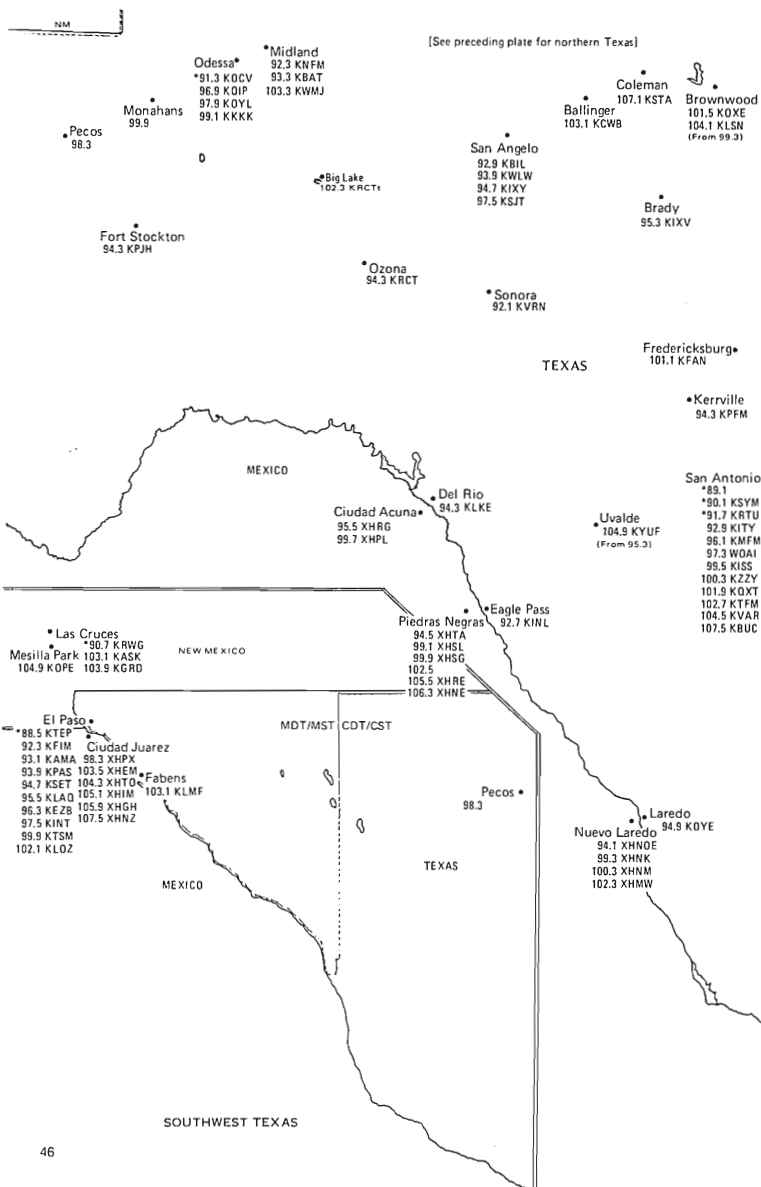 NM
[See preceding plate for northern Texas]
Midland
92.3 KNFM
93.3 KBAT
103.3 KWMJ
Odessa
*91.3 KOCV
96.9 KQIP
97.9 KQYL
99.1 KKKK
Monahans
99.9
Pecos
98.3
Coleman
107.1 KSTA
Brownwood
101.5 KOXE
104.1 KLSN
(From 99.3)
Ballinger
103.1 KCWB
San Angelo
92.9 KBIL
93.9 KWLW
94.7 KIXY
97.5 KSJT
Big Lake
102.3 KRCTt
Brady
95.3 KIXV
Fort Stockton
94.3 KPJH
Ozona
94.3 KRCT
Sonora
92.1 KVRN
Fredericksburg
101.1 KFAN
TEXAS
Kerrville
94.3 KPFM
MEXICO
San Antonio
*89.1
*90.1 KSYM
*91.7 KRTU
92.9 KITY
96.1 KMFM
97.3 WOAI
99.5 KISS
100.3 KZZY
101.9 KQXT
102.7 KTFM
104.5 KVAR
107.5 KBUC
Del Rio
94.3 KLKE
Ciudad Acuna
95.5 XHRG
99.7 XHPL
Uvalde
104.9 KYUF
(From 95.3)
Eagle Pass
92.7 KINL
Piedras Negras
94.5 XHTA
99.1 XHSL
99.9 XHSG
102.5
105.5 XHRE
106.3 XHNE
Las Cruces
*90.7 KRWG
103.1 KASK
103.9 KGRD
Mesilla Park
104.9 KOPE
NEW MEXICO
El Paso
*88.5 KTEP
92.3 KFIM
93.1 KAMA
93.9 KPAS
94.7 KSET
95.5 KLAQ
96.3 KEZB
97.5 KINT
99.9 KTSM
102.1 KLOZ
Ciudad Juarez
98.3 XHPX
103.5 XHEM
104.3 XHTO
105.1 XHIM
105.9 XHGH
107.5 XHNZ
Fabens
103.1 KLMF
MDT/MST CDT/CST
Pecos
98.3
Laredo
94.9 KOYE
Nuevo Laredo
94.1 XHNOE
99.3 XHNK
100.3 XHNM
102.3 XHMW
TEXAS
MEXICO
SOUTHWEST TEXAS
46